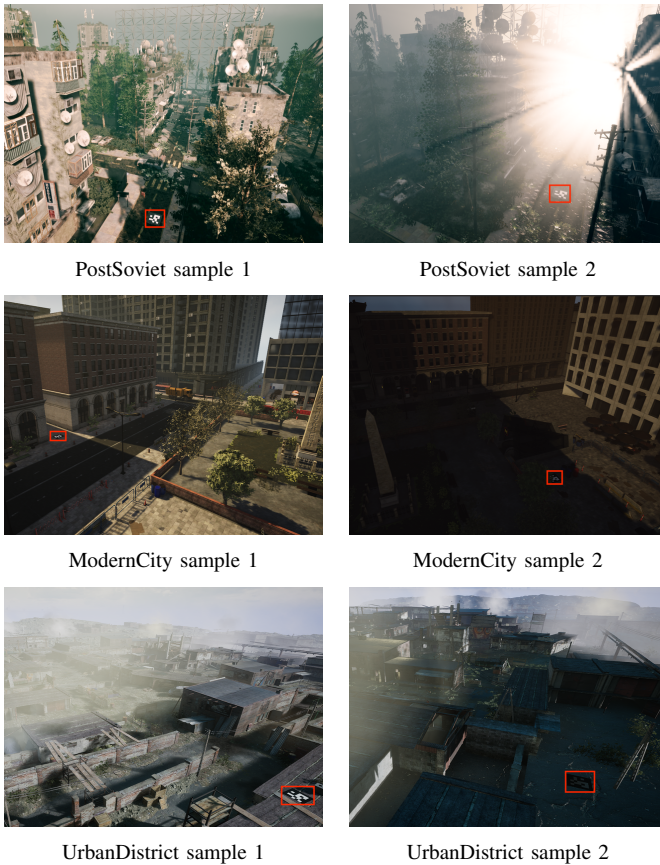 PostSoviet sample 1
PostSoviet sample 2
ModernCity sample 1
ModernCity sample 2
UrbanDistrict sample 1
UrbanDistrict sample 2